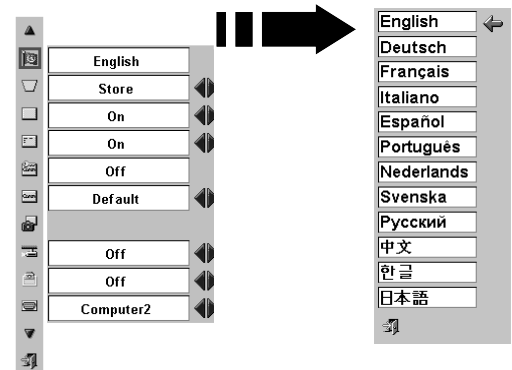 English
Store
On
On
Off
Default
Off
Off
Computer2
English
Deutsch
Français
Italiano
Español
Português
Nederlands
Svenska
Русский
中文
한글
日本語